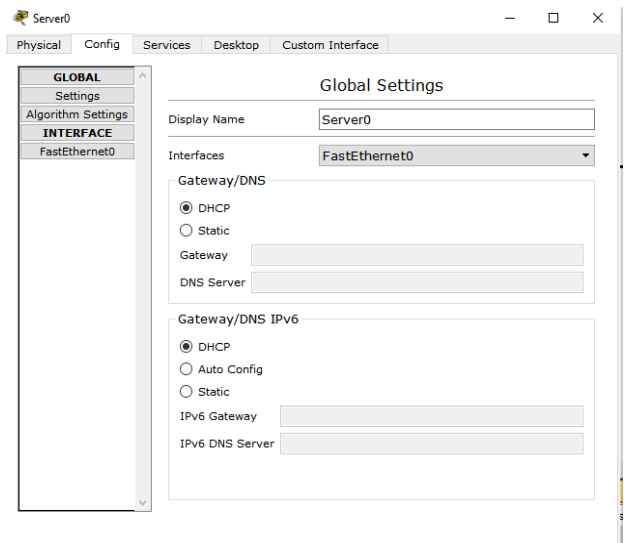 Server0
Physical Config Services Desktop Custom Interface
GLOBAL
Settings
Algorithm Settings
INTERFACE
FastEthernet0
Global Settings
Display Name Server0
Interfaces FastEthernet0
Gateway/DNS
DHCP
Static
Gateway
DNS Server
Gateway/DNS IPv6
DHCP
Auto Config
Static
IPv6 Gateway
IPv6 DNS Server